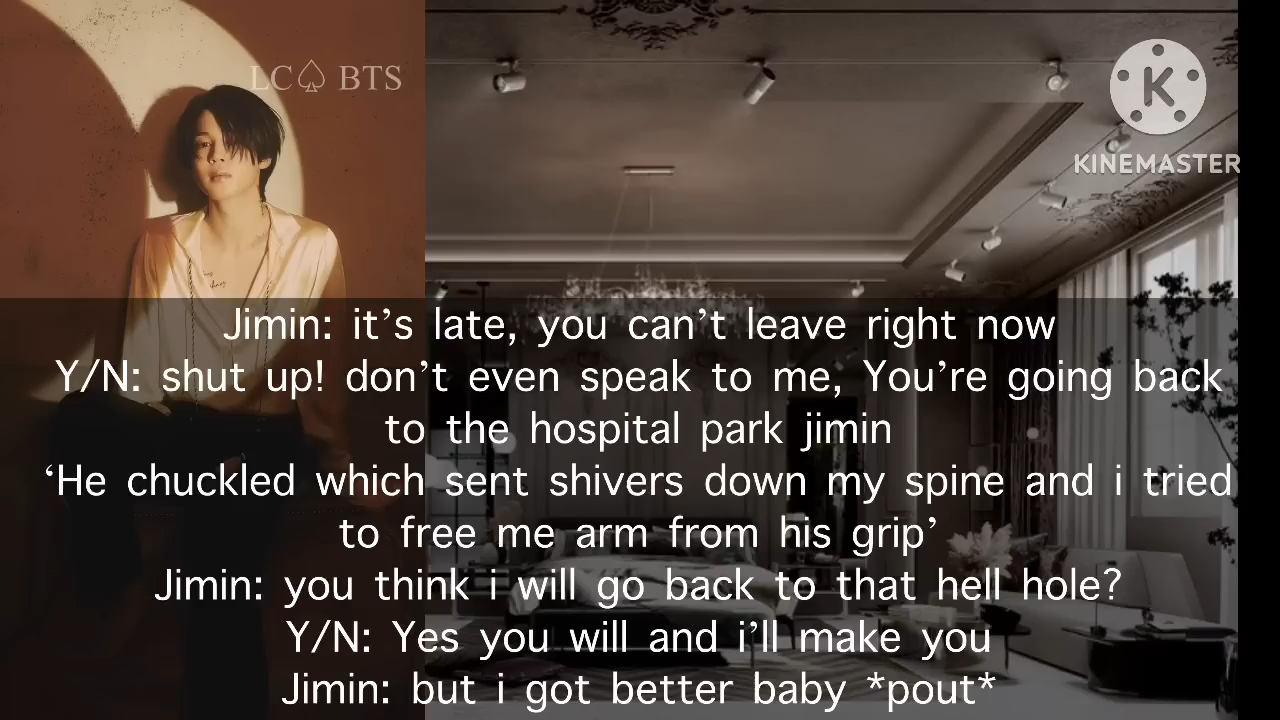 LC♤ BTS
KINEMASTER
Jimin: it’s late, you can’t leave right now
Y/N: shut up! don’t even speak to me, You’re going back
to the hospital park jimin
‘He chuckled which sent shivers down my spine and i tried
to free me arm from his grip’
Jimin: you think i will go back to that hell hole?
Y/N: Yes you will and i’ll make you
Jimin: but i got better baby *pout*